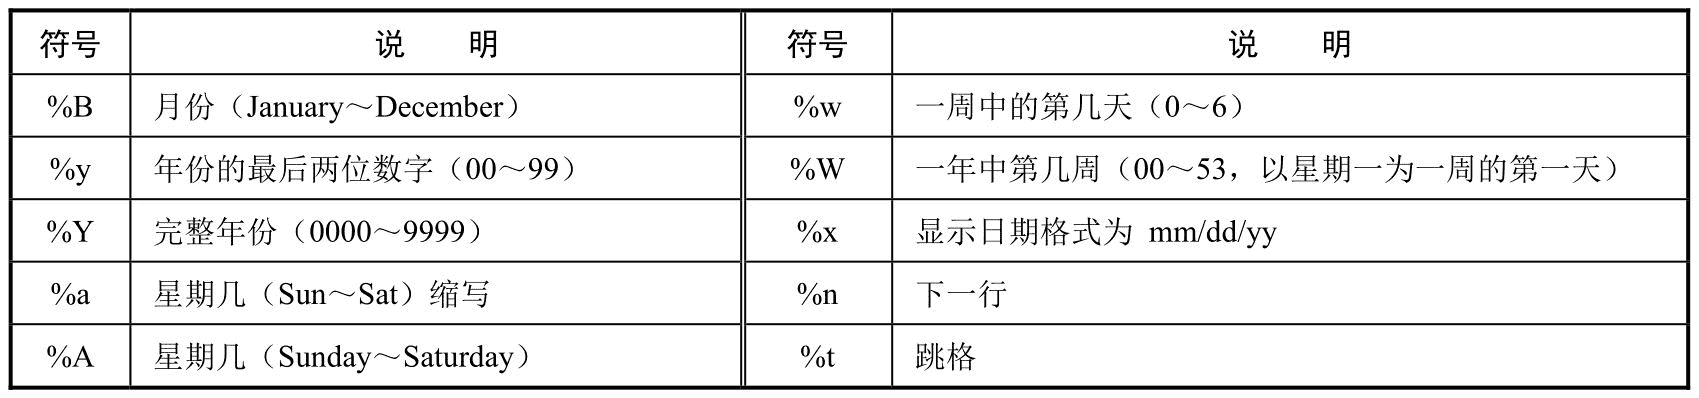 符号 说 明 符号 说 明
%B 月份（January～December） %w 一周中的第几天（0～6）
%y 年份的最后两位数字（00～99） %W 一年中第几周（00～53，以星期一为一周的第一天）
%Y 完整年份（0000～9999） %x 显示日期格式为 mm/dd/yy
%a 星期几（Sun～Sat）缩写 %n 下一行
%A 星期几（Sunday～Saturday） %t 跳格